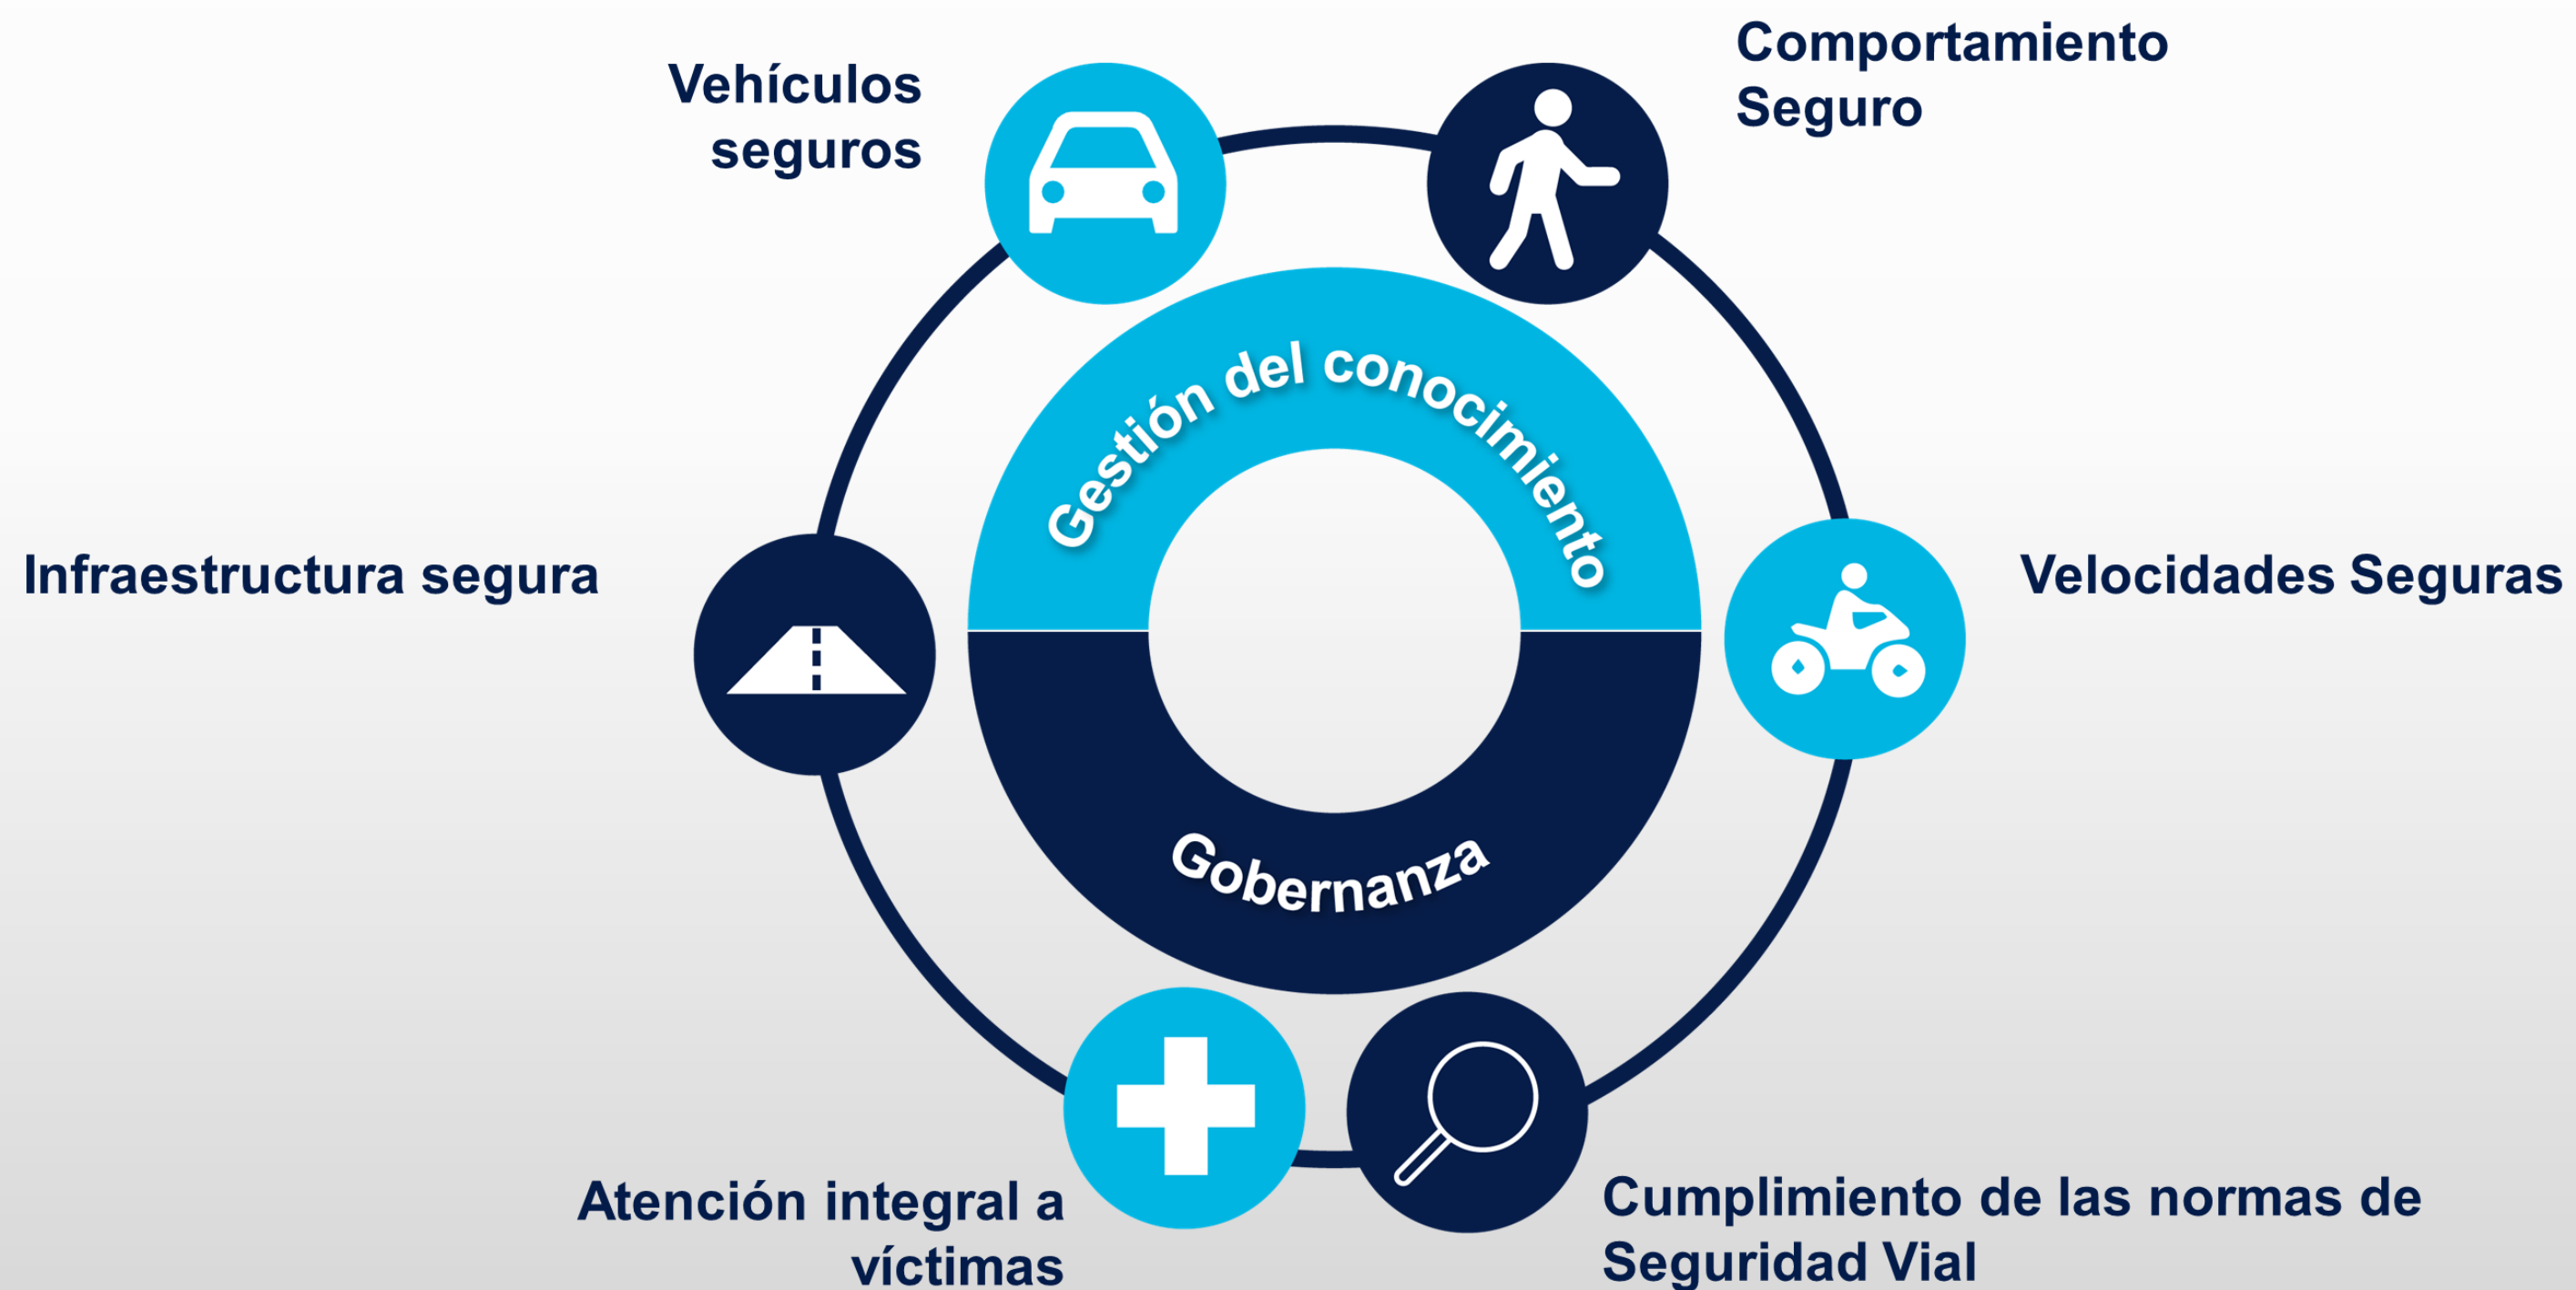 Vehículos
seguros
Comportamiento
Seguro
Gestión del conocimiento
Infraestructura segura
Velocidades Seguras
Gobernanza
Atención integral a
víctimas
Cumplimiento de las normas de
Seguridad Vial